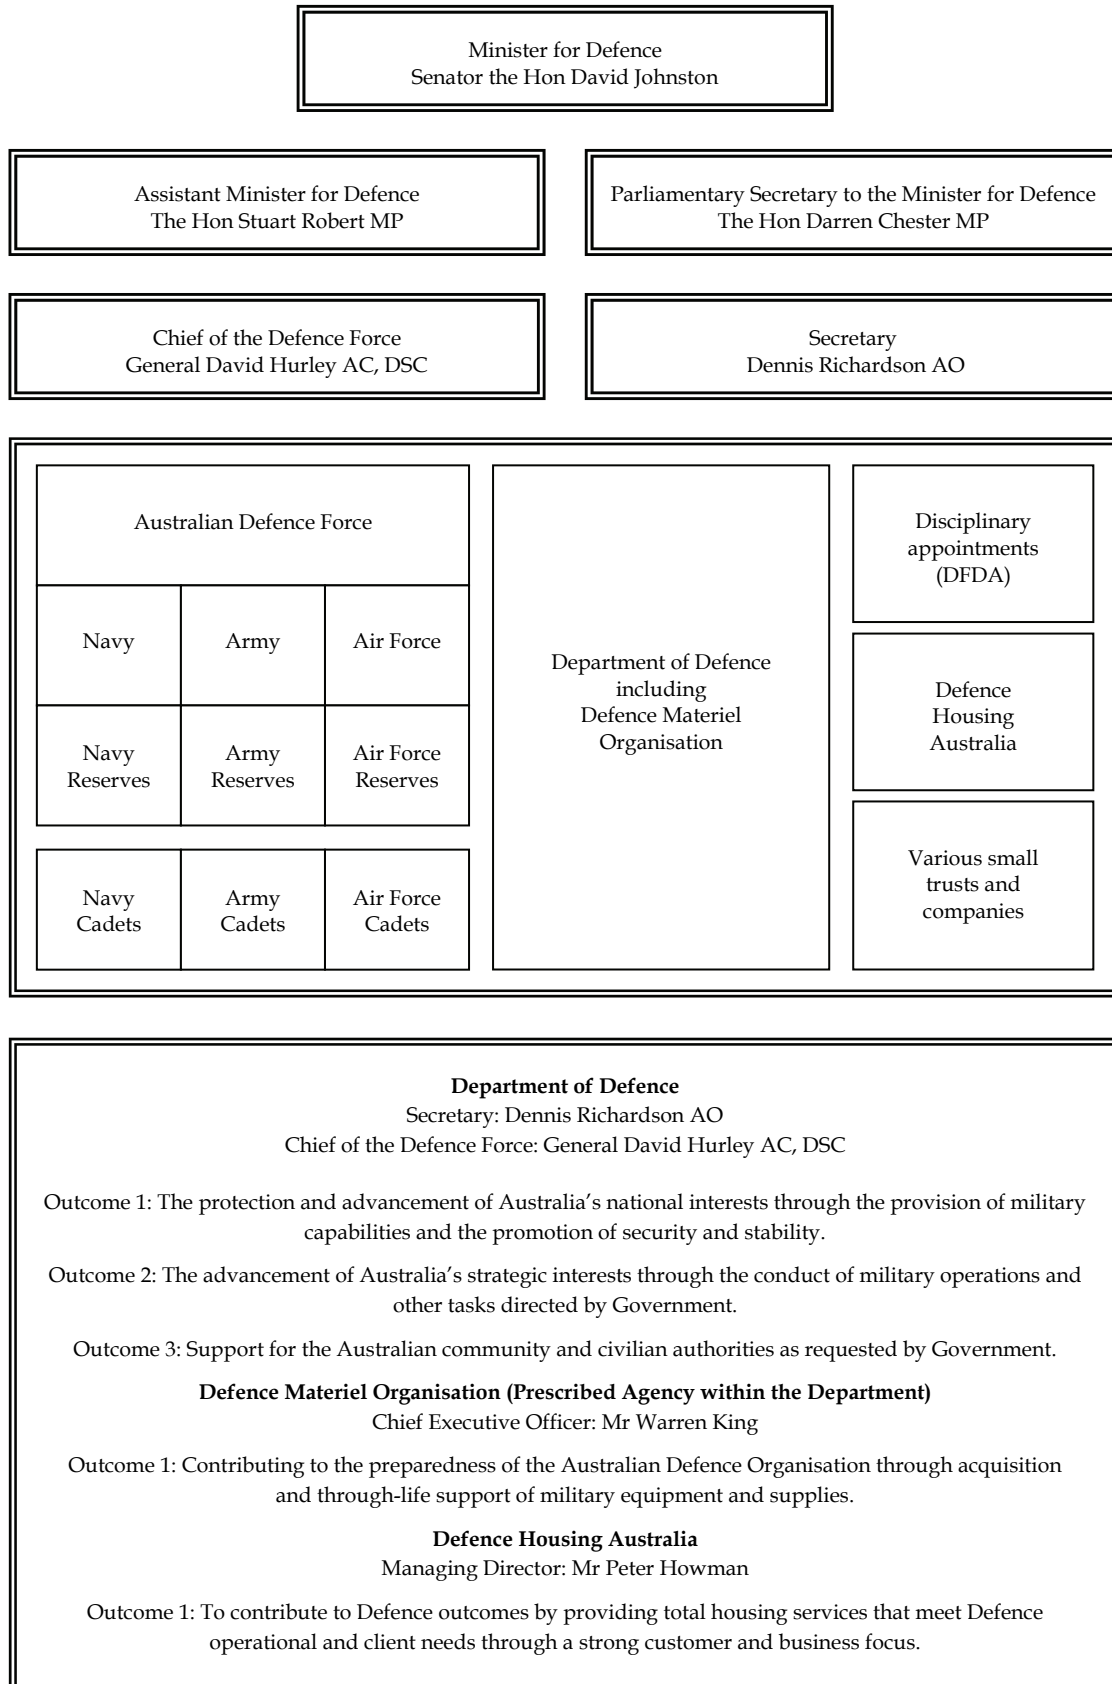 Minister for Defence
Senator the Hon David Johnston
Assistant Minister for Defence
The Hon Stuart Robert MP
Parliamentary Secretary to the Minister for Defence
The Hon Darren Chester MP
Chief of the Defence Force
General David Hurley AC, DSC
Secretary
Dennis Richardson AO
Australian Defence Force
Navy
Army
Air Force
Navy
Reserves
Army
Reserves
Air Force
Reserves
Navy
Cadets
Army
Cadets
Air Force
Cadets
Department of Defence
including
Defence Materiel
Organisation
Disciplinary
appointments
(DFDA)
Defence
Housing
Australia
Various small
trusts and
companies
Department of Defence
Secretary: Dennis Richardson AO
Chief of the Defence Force: General David Hurley AC, DSC
Outcome 1: The protection and advancement of Australia’s national interests through the provision of military
capabilities and the promotion of security and stability.
Outcome 2: The advancement of Australia’s strategic interests through the conduct of military operations and
other tasks directed by Government.
Outcome 3: Support for the Australian community and civilian authorities as requested by Government.
Defence Materiel Organisation (Prescribed Agency within the Department)
Chief Executive Officer: Mr Warren King
Outcome 1: Contributing to the preparedness of the Australian Defence Organisation through acquisition
and through-life support of military equipment and supplies.
Defence Housing Australia
Managing Director: Mr Peter Howman
Outcome 1: To contribute to Defence outcomes by providing total housing services that meet Defence
operational and client needs through a strong customer and business focus.